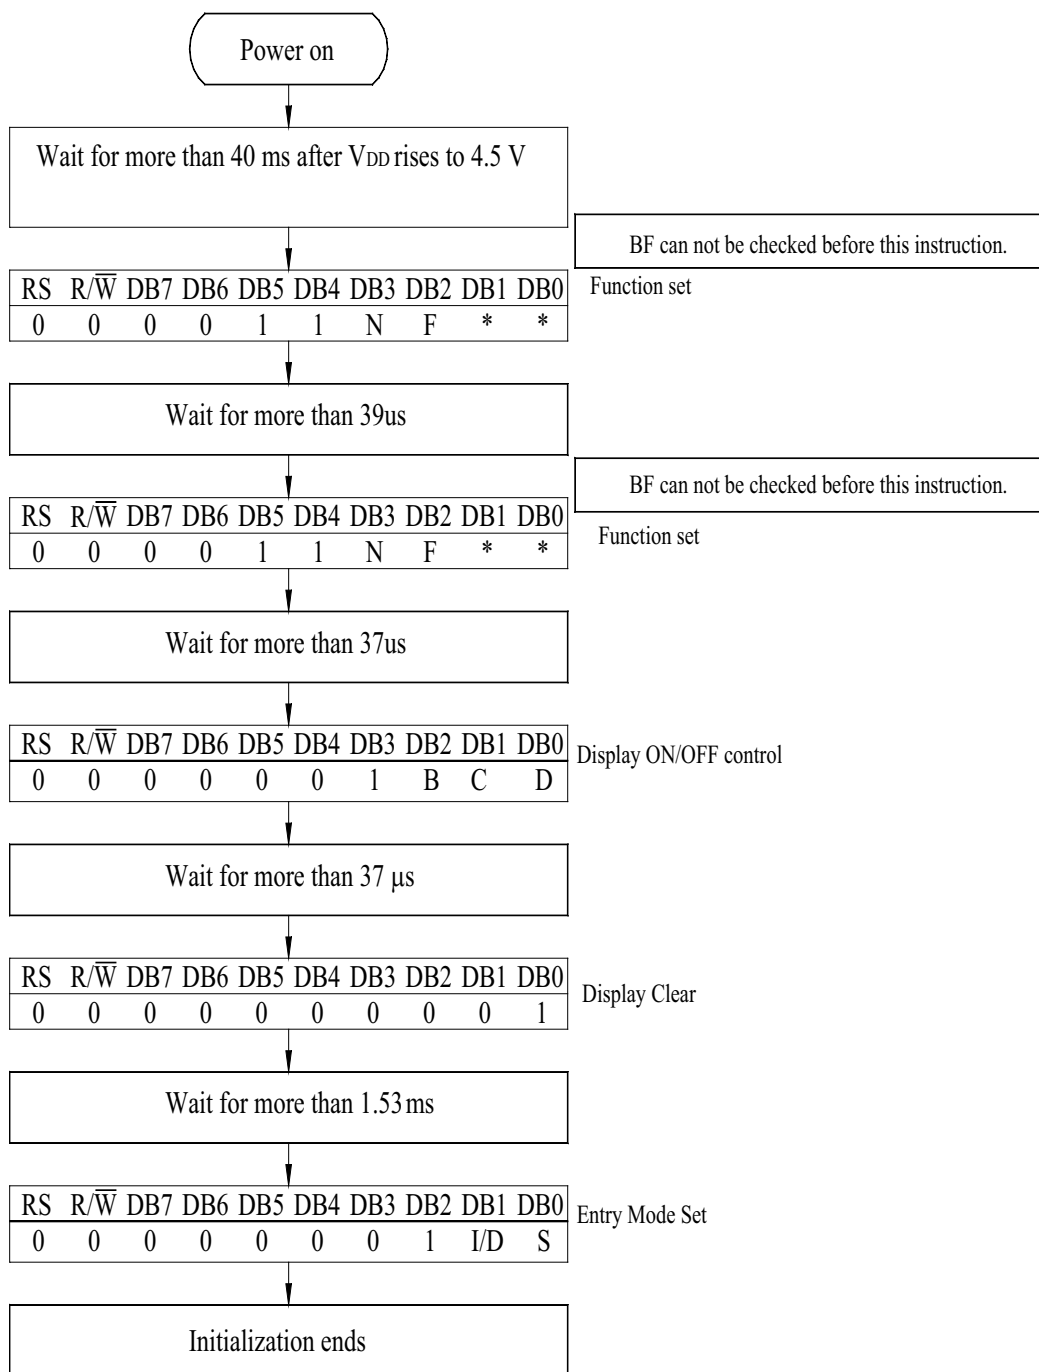 Power on
Wait for more than 40 ms after VDD rises to 4.5 V
BF can not be checked before this instruction.
RS R/W̅ DB7 DB6 DB5 DB4 DB3 DB2 DB1 DB0
Function set
0 0 0 0 1 1 N F * *
Wait for more than 39us
BF can not be checked before this instruction.
RS R/W̅ DB7 DB6 DB5 DB4 DB3 DB2 DB1 DB0
Function set
0 0 0 0 1 1 N F * *
Wait for more than 37us
RS R/W̅ DB7 DB6 DB5 DB4 DB3 DB2 DB1 DB0
Display ON/OFF control
0 0 0 0 0 0 1 B C D
Wait for more than 37 μs
RS R/W̅ DB7 DB6 DB5 DB4 DB3 DB2 DB1 DB0
Display Clear
0 0 0 0 0 0 0 0 0 1
Wait for more than 1.53 ms
RS R/W̅ DB7 DB6 DB5 DB4 DB3 DB2 DB1 DB0
Entry Mode Set
0 0 0 0 0 0 0 1 I/D S
Initialization ends